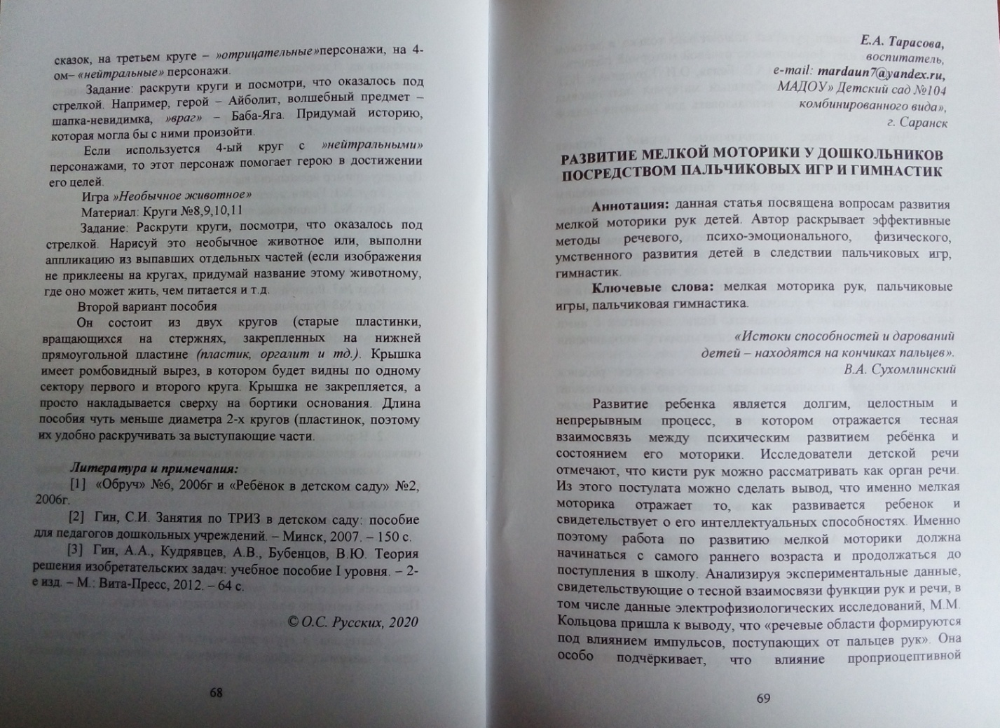 сказок, на третьем круге – »отрицательные»персонажи, на 4-
ом– «нейтральные» персонажи.
Задание: раскрути круги и посмотри, что оказалось под
стрелкой. Например, герой – Айболит, волшебный предмет –
шапка-невидимка, »враг» – Баба-Яга. Придумай историю,
которая могла бы с ними произойти.
Если используется 4-ый круг с »нейтральными»
персонажами, то этот персонаж помогает герою в достижении
его целей.
Игра »Необычное животное»
Материал: Круги №8,9,10,11
Задание: Раскрути круги, посмотри, что оказалось под
стрелкой. Нарисуй это необычное животное или, выполни
аппликацию из выпавших отдельных частей (если изображения
не приклеены на кругах, придумай название этому животному,
где оно может жить, чем питается и т.д.
Второй вариант пособия
Он состоит из двух кругов (старые пластинки,
вращающихся на стержнях, закрепленных на нижней
прямоугольной пластине (пластик, оргалит и тд.). Крышка
имеет ромбовидный вырез, в котором будет видны по одному
сектору первого и второго круга. Крышка не закрепляется, а
просто накладывается сверху на бортики основания. Длина
пособия чуть меньше диаметра 2-х кругов (пластинок, поэтому
их удобно раскручивать за выступающие части.
Литература и примечания:
[1] «Обруч» №6, 2006г и «Ребёнок в детском саду» №2,
2006г.
[2] Гин, С.И. Занятия по ТРИЗ в детском саду: пособие
для педагогов дошкольных учреждений. – Минск, 2007. – 150 с.
[3] Гин, А.А., Кудрявцев, А.В., Бубенцов, В.Ю. Теория
решения изобретательских задач: учебное пособие I уровня. – 2-
е изд. – М.: Вита-Пресс, 2012. – 64 с.
© О.С. Русских, 2020
68
Е.А. Тарасова,
воспитатель,
e-mail: mardaun7@yandex.ru,
МАДОУ» Детский сад №104
комбинированного вида»,
г. Саранск
РАЗВИТИЕ МЕЛКОЙ МОТОРИКИ У ДОШКОЛЬНИКОВ
ПОСРЕДСТВОМ ПАЛЬЧИКОВЫХ ИГР И ГИМНАСТИК
Аннотация: данная статья посвящена вопросам развития
мелкой моторики рук детей. Автор раскрывает эффективные
методы речевого, психо-эмоционального, физического,
умственного развития детей в следствии пальчиковых игр,
гимнастик.
Ключевые слова: мелкая моторика рук, пальчиковые
игры, пальчиковая гимнастика.
«Истоки способностей и дарований
детей – находятся на кончиках пальцев».
В.А. Сухомлинский
Развитие ребенка является долгим, целостным и
непрерывным процесс, в котором отражается тесная
взаимосвязь между психическим развитием ребёнка и
состоянием его моторики. Исследователи детской речи
отмечают, что кисти рук можно рассматривать как орган речи.
Из этого постулата можно сделать вывод, что именно мелкая
моторика отражает то, как развивается ребенок и
свидетельствует о его интеллектуальных способностях. Именно
поэтому работа по развитию мелкой моторики должна
начинаться с самого раннего возраста и продолжаться до
поступления в школу. Анализируя экспериментальные данные,
свидетельствующие о тесной взаимосвязи функции рук и речи, в
том числе данные электрофизиологических исследований, М.М.
Кольцова пришла к выводу, что «речевые области формируются
под влиянием импульсов, поступающих от пальцев рук». Она
особо подчёркивает, что влияние проприоцептивной
69